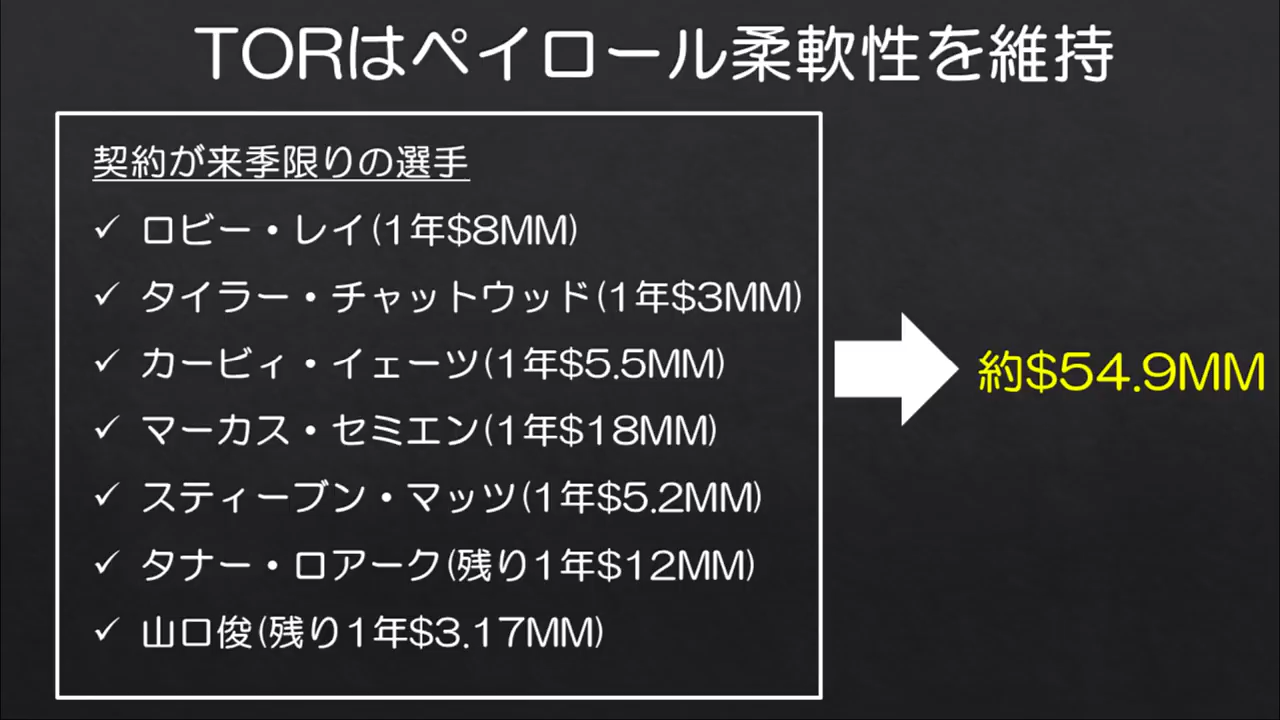 TORはペイロール柔軟性を維持
契約が来季限りの選手
✓ ロビー・レイ(1年$8MM)
✓ タイラー・チャットウッド(1年$3MM)
✓ カービィ・イェーツ(1年$5.5MM)
✓ マーカス・セミエン(1年$18MM)
✓ スティーブン・マッツ(1年$5.2MM)
✓ タナー・ロアーク(残り1年$12MM)
✓ 山口俊(残り1年$3.17MM)
約$54.9MM